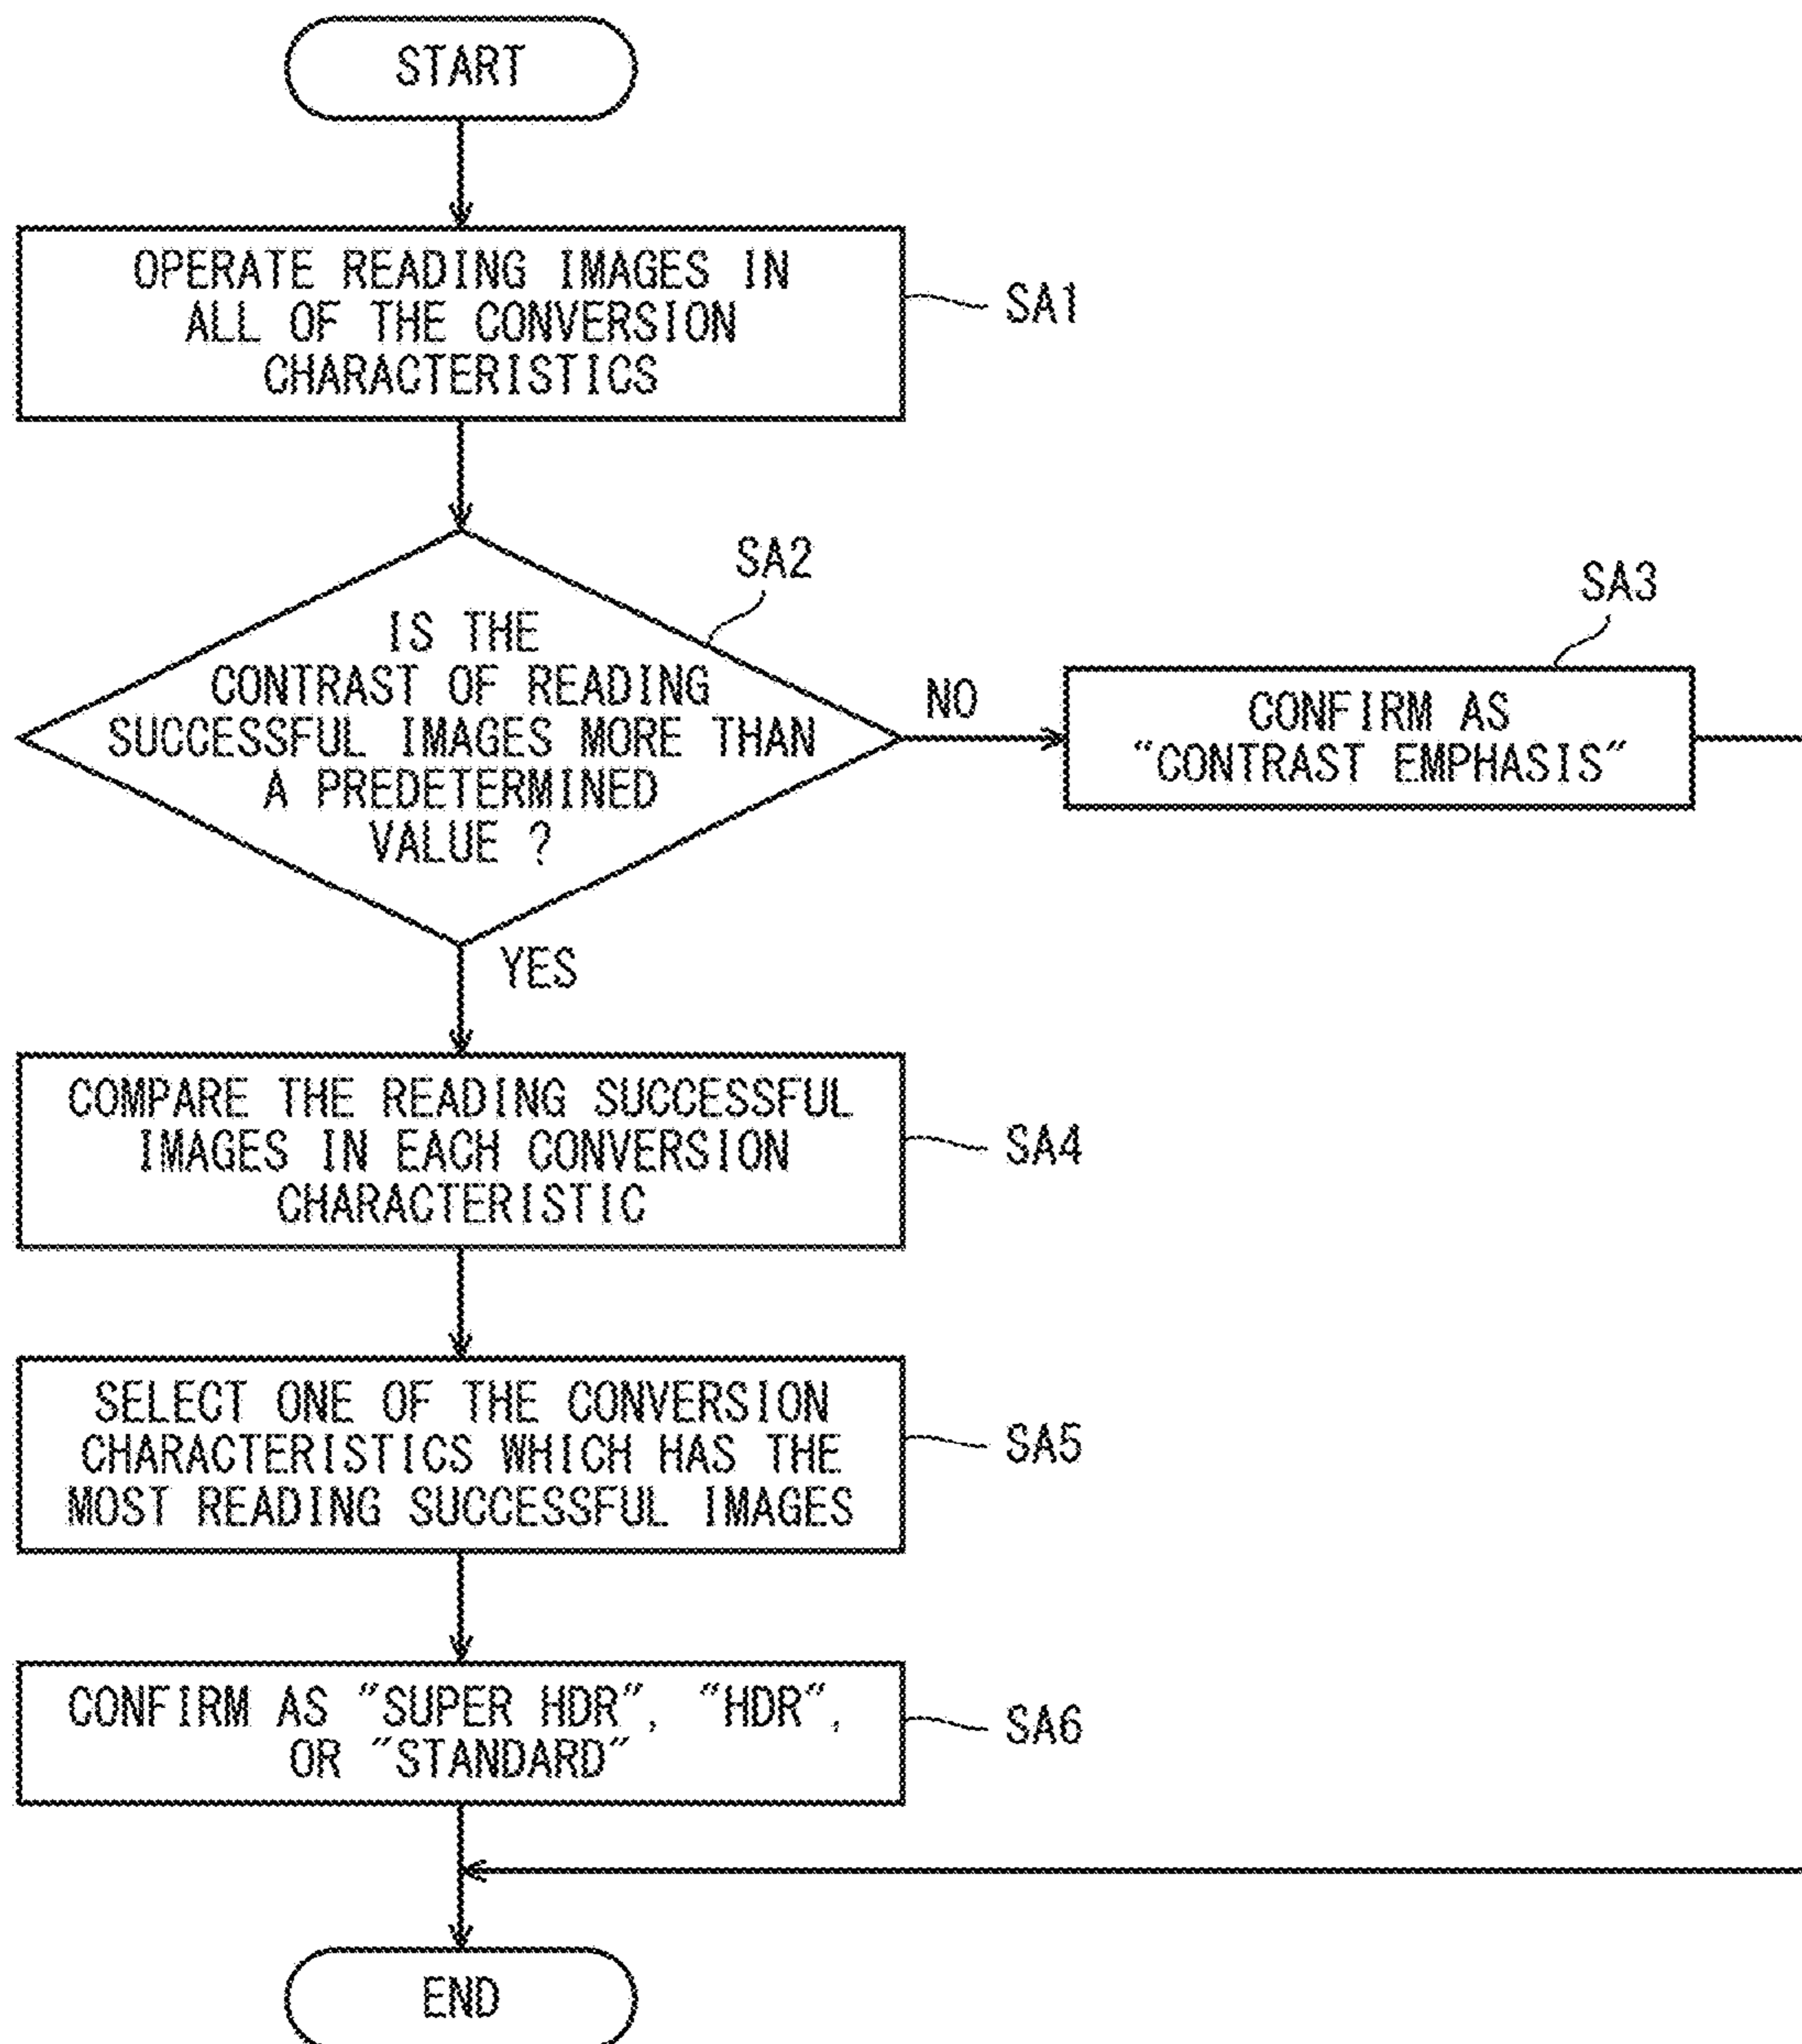 START
OPERATE READING IMAGES IN
ALL OF THE CONVERSION
CHARACTERISTICS
SA1
SA2
IS THE
CONTRAST OF READING
SUCCESSFUL IMAGES MORE THAN
A PREDETERMINED
VALUE ?
NO
SA3
CONFIRM AS
"CONTRAST EMPHASIS"
YES
COMPARE THE READING SUCCESSFUL
IMAGES IN EACH CONVERSION
CHARACTERISTIC
SA4
SELECT ONE OF THE CONVERSION
CHARACTERISTICS WHICH HAS THE
MOST READING SUCCESSFUL IMAGES
SA5
CONFIRM AS "SUPER HDR", "HDR",
OR "STANDARD"
SA6
END